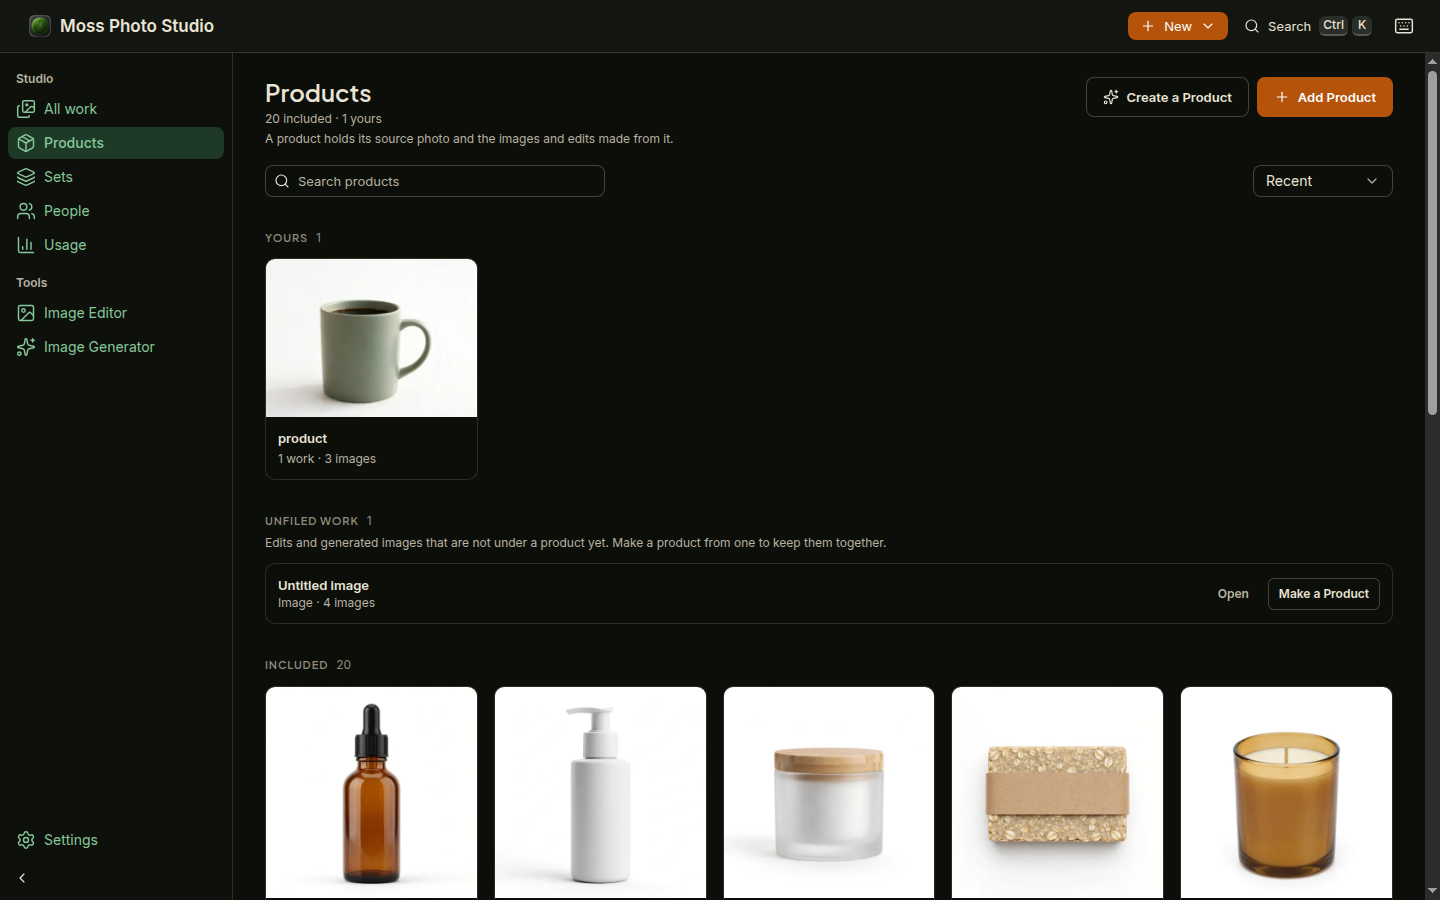 Moss Photo Studio
New
Search Ctrl K
Studio
All work
Products
Sets
People
Usage
Tools
Image Editor
Image Generator
Settings
Products
20 included · 1 yours
A product holds its source photo and the images and edits made from it.
Create a Product
Add Product
Search products
Recent
YOURS 1
product
1 work · 3 images
UNFILED WORK 1
Edits and generated images that are not under a product yet. Make a product from one to keep them together.
Untitled image
Image · 4 images
Open
Make a Product
INCLUDED 20